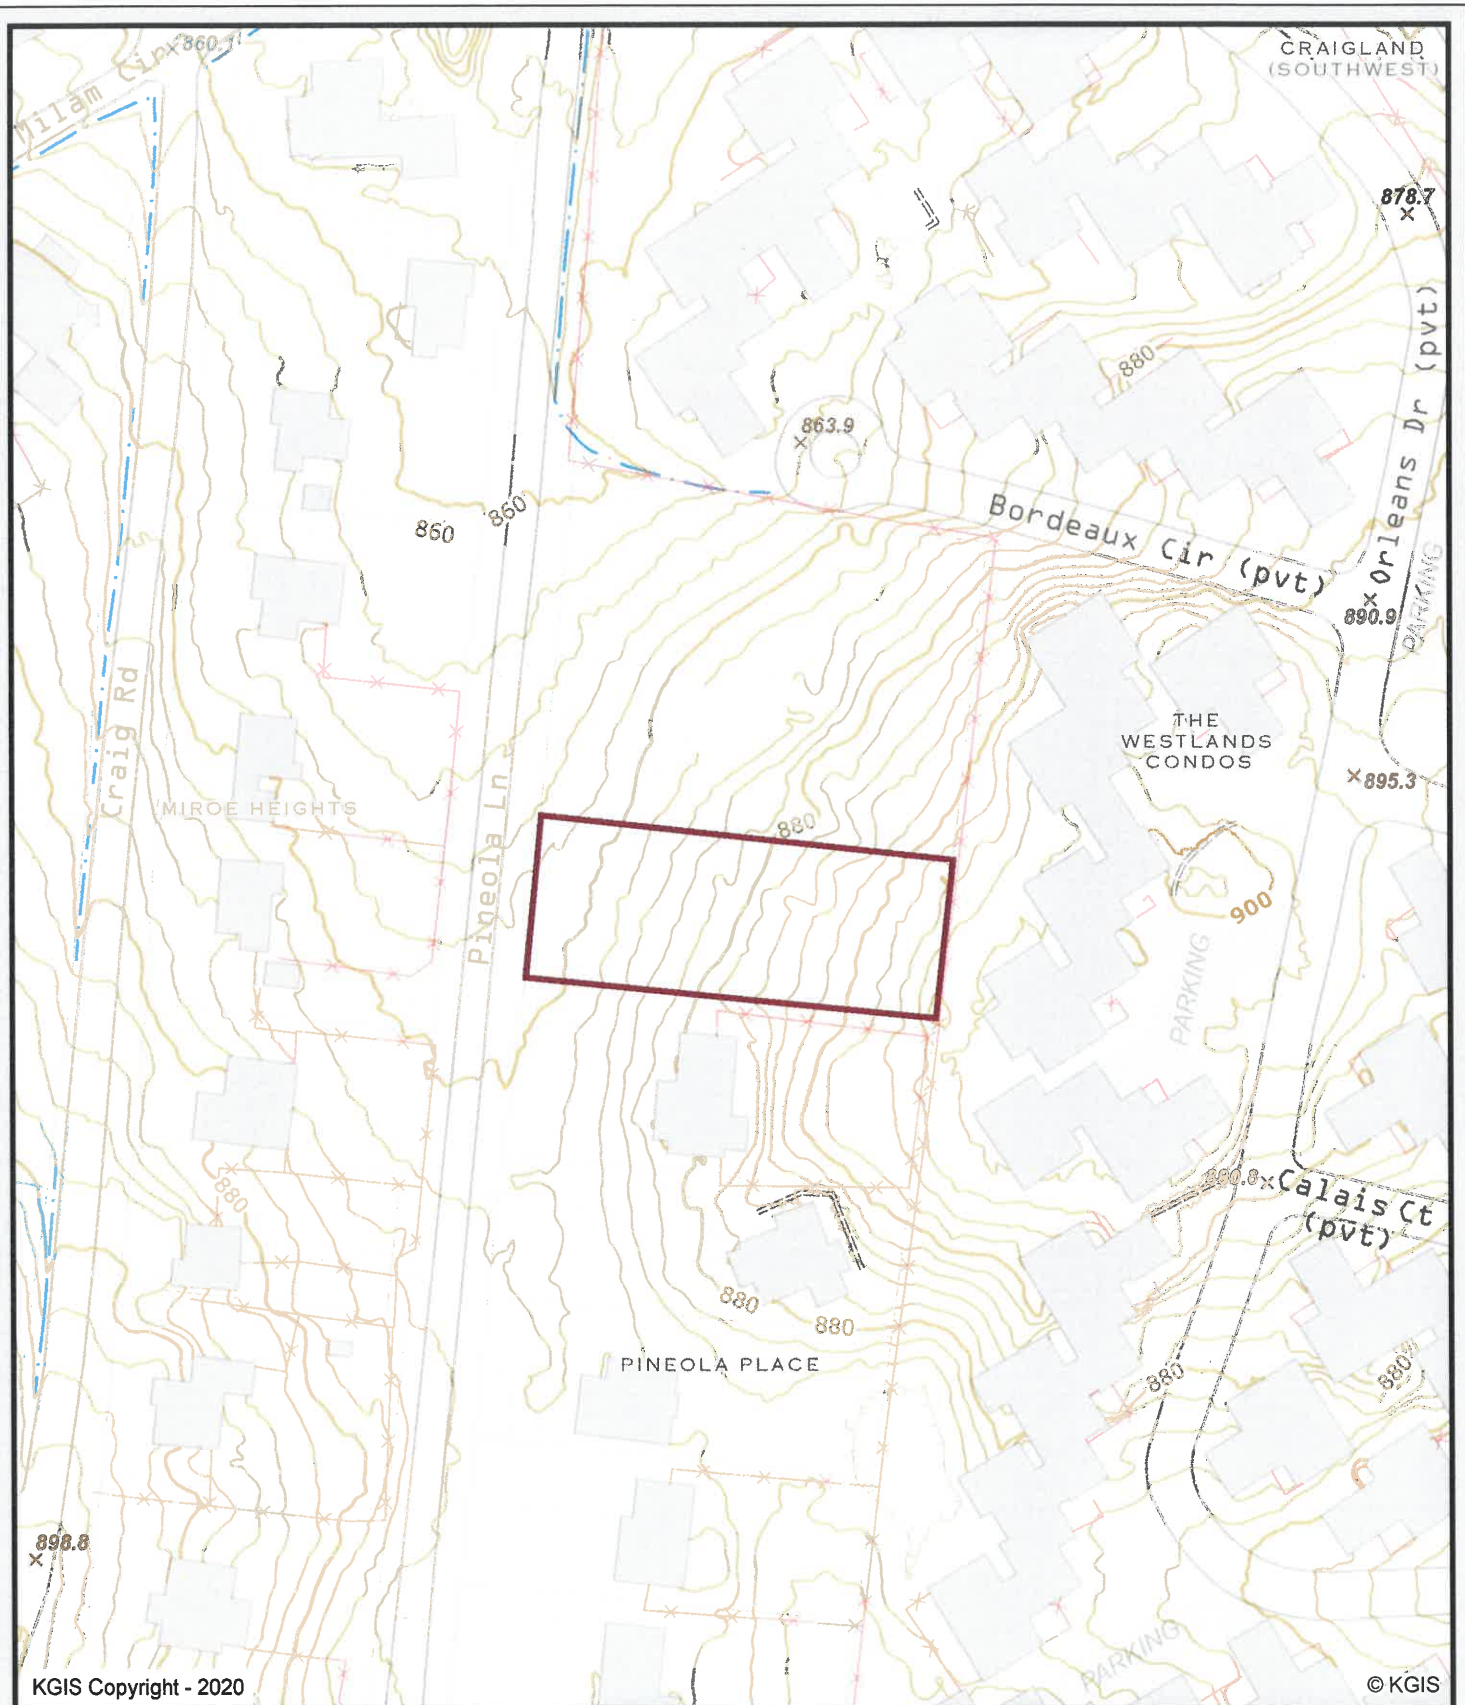 CRAIGLAND
(SOUTHWEST)
860.1
Milam Cir
878.7
880
863.9
Orleans Dr (pvt)
Bordeaux Cir (pvt)
860
860
890.9
PARKING
Craig Rd
THE
WESTLANDS
CONDOS
895.3
MIROE HEIGHTS
Pineola Ln
880
900
PARKING
880
Calais Ct
(pvt)
880
880
PINEOLA PLACE
880
880
898.8
PARKING
KGIS Copyright - 2020
© KGIS